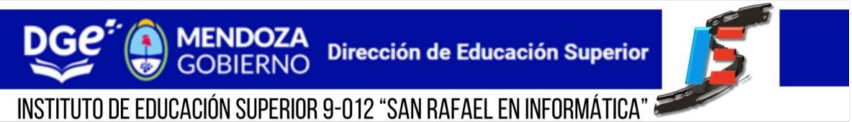 DGE
MENDOZA
GOBIERNO
Dirección de Educación Superior
INSTITUTO DE EDUCACIÓN SUPERIOR 9-012 “SAN RAFAEL EN INFORMÁTICA”